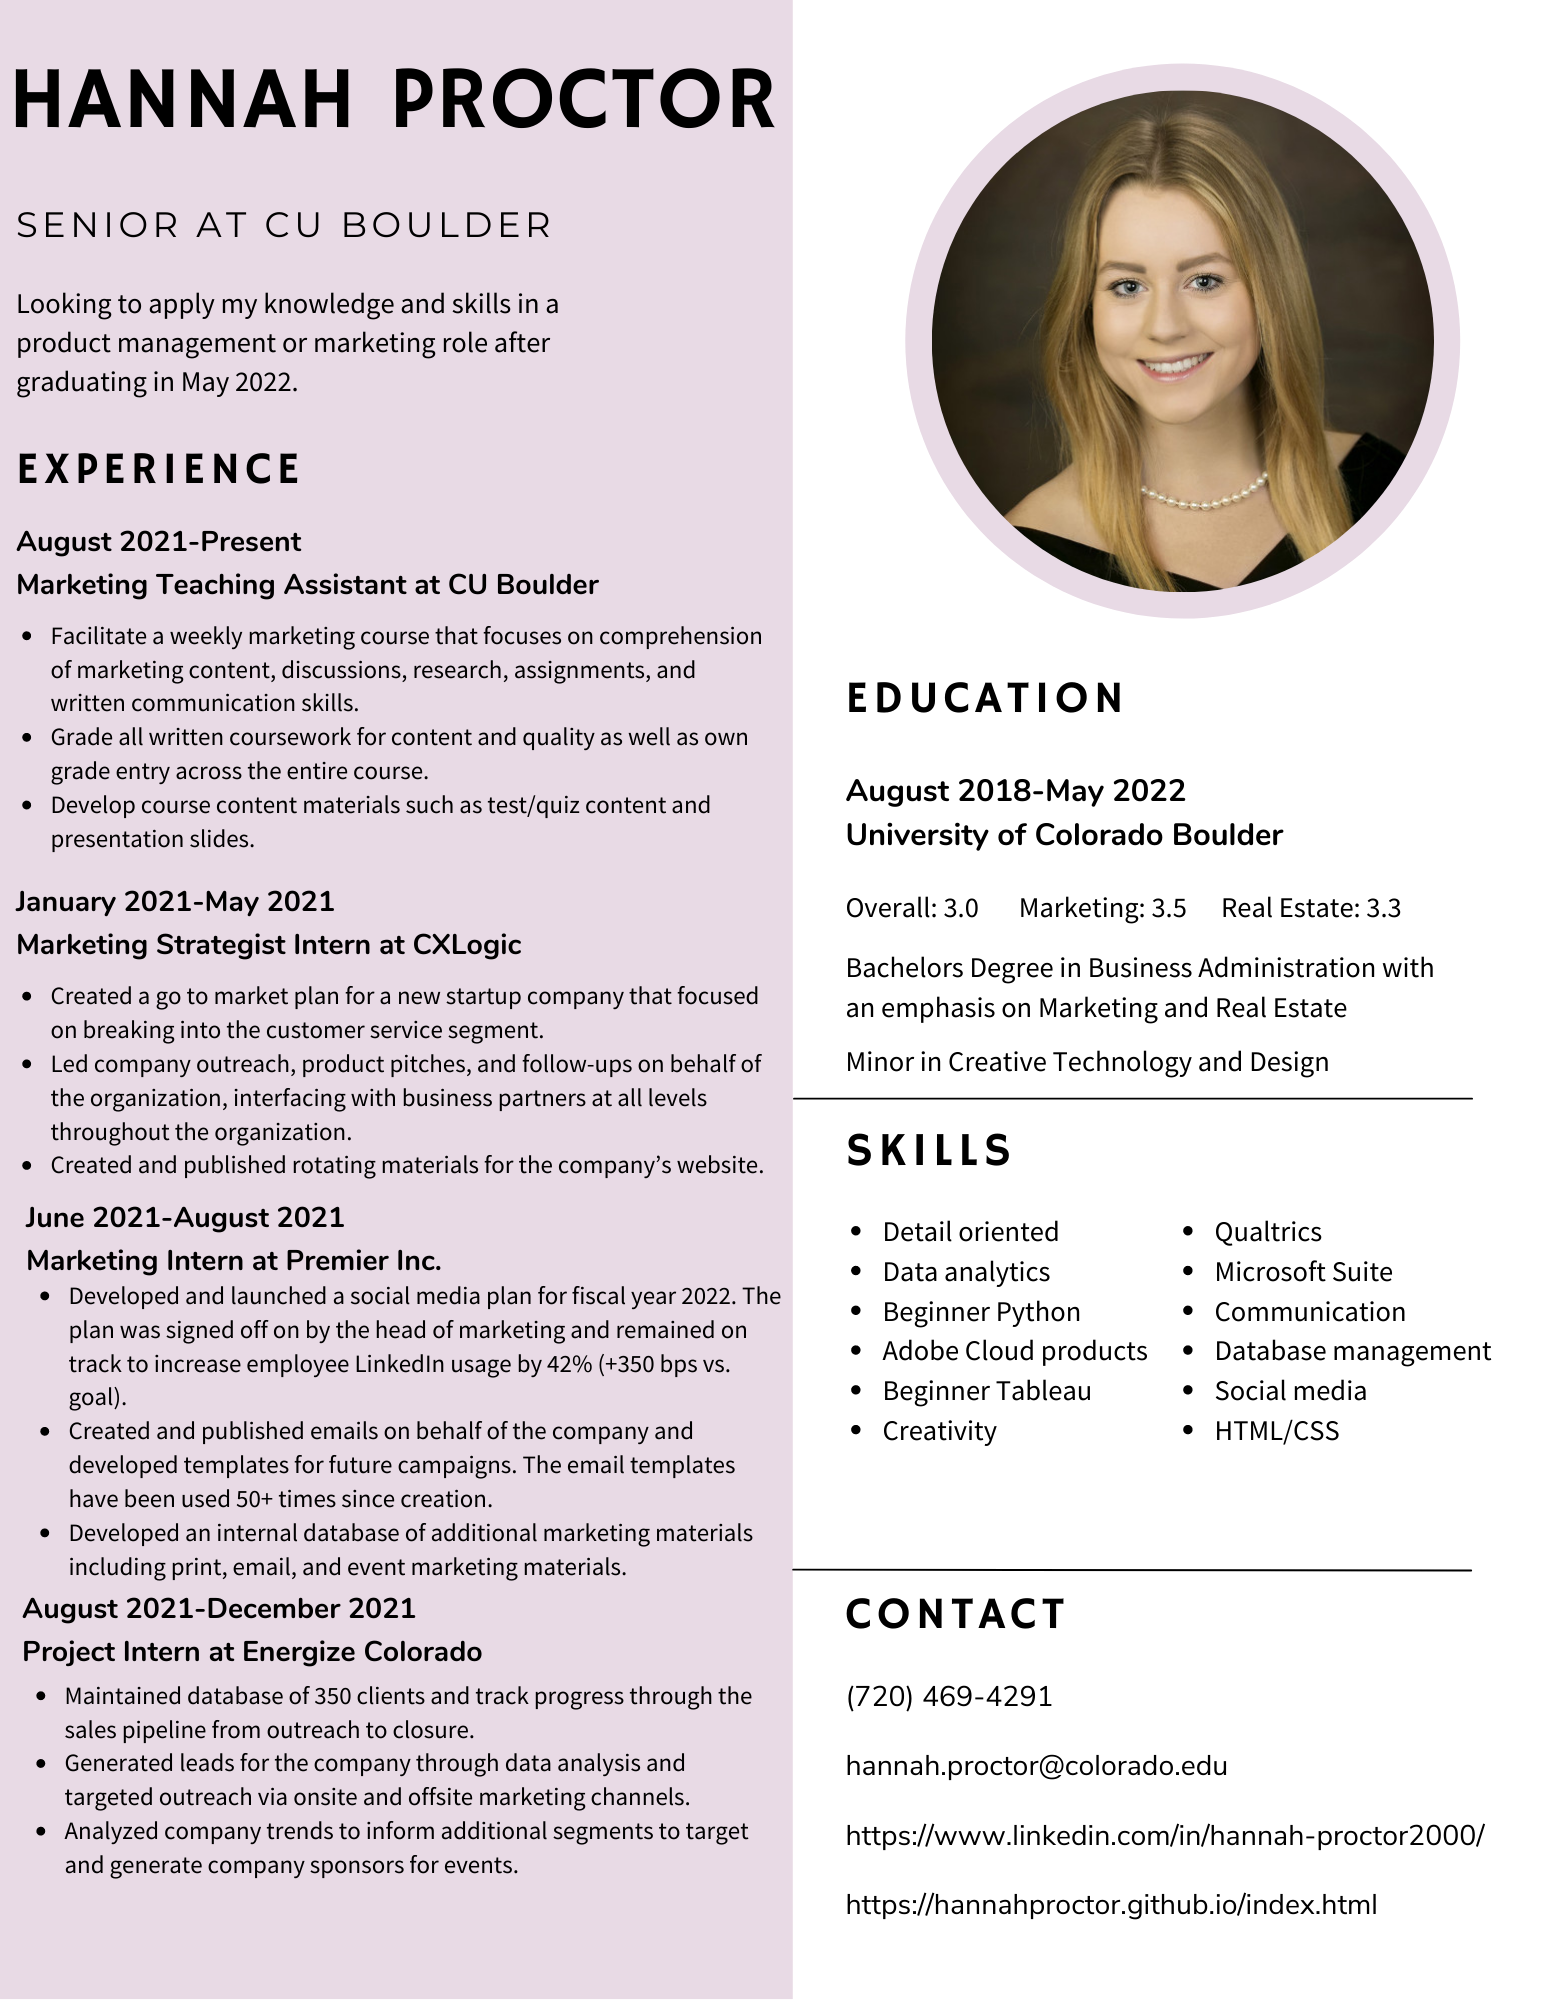 HANNAH PROCTOR
SENIOR AT CU BOULDER
Looking to apply my knowledge and skills in a
product management or marketing role after
graduating in May 2022.
EXPERIENCE
August 2021-Present
Marketing Teaching Assistant at CU Boulder
• Facilitate a weekly marketing course that focuses on comprehension
of marketing content, discussions, research, assignments, and
written communication skills.
• Grade all written coursework for content and quality as well as own
grade entry across the entire course.
• Develop course content materials such as test/quiz content and
presentation slides.
January 2021-May 2021
Marketing Strategist Intern at CXLogic
• Created a go to market plan for a new startup company that focused
on breaking into the customer service segment.
• Led company outreach, product pitches, and follow-ups on behalf of
the organization, interfacing with business partners at all levels
throughout the organization.
• Created and published rotating materials for the company’s website.
June 2021-August 2021
Marketing Intern at Premier Inc.
• Developed and launched a social media plan for fiscal year 2022. The
plan was signed off on by the head of marketing and remained on
track to increase employee LinkedIn usage by 42% (+350 bps vs.
goal).
• Created and published emails on behalf of the company and
developed templates for future campaigns. The email templates
have been used 50+ times since creation.
• Developed an internal database of additional marketing materials
including print, email, and event marketing materials.
August 2021-December 2021
Project Intern at Energize Colorado
• Maintained database of 350 clients and track progress through the
sales pipeline from outreach to closure.
• Generated leads for the company through data analysis and
targeted outreach via onsite and offsite marketing channels.
• Analyzed company trends to inform additional segments to target
and generate company sponsors for events.
EDUCATION
August 2018-May 2022
University of Colorado Boulder
Overall: 3.0 Marketing: 3.5 Real Estate: 3.3
Bachelors Degree in Business Administration with
an emphasis on Marketing and Real Estate
Minor in Creative Technology and Design
SKILLS
• Detail oriented
• Data analytics
• Beginner Python
• Adobe Cloud products
• Beginner Tableau
• Creativity
• Qualtrics
• Microsoft Suite
• Communication
• Database management
• Social media
• HTML/CSS
CONTACT
(720) 469-4291
hannah.proctor@colorado.edu
https://www.linkedin.com/in/hannah-proctor2000/
https://hannahproctor.github.io/index.html